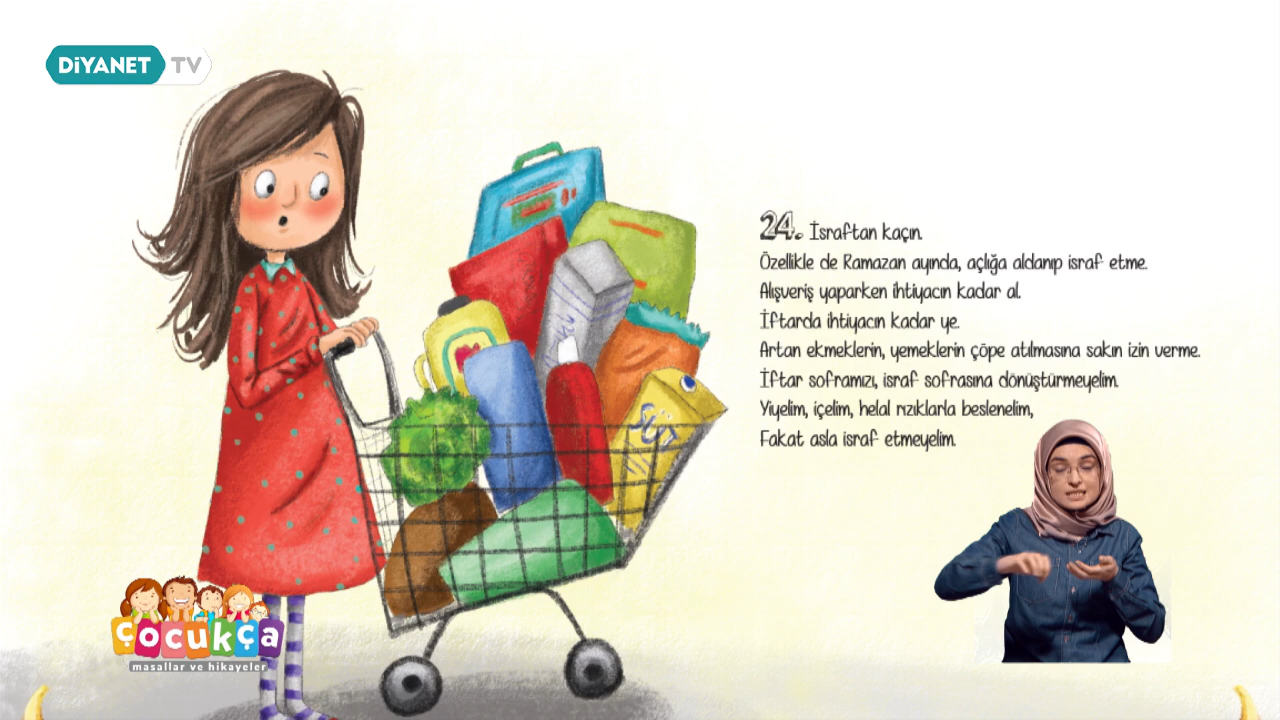 DİYANET TV
24. İsraftan kaçın.
Özellikle de Ramazan ayında, açlığa aldanıp israf etme.
Alışveriş yaparken ihtiyacın kadar al.
İftarda ihtiyacın kadar ye.
Artan ekmeklerin, yemeklerin çöpe atılmasına sakın izin verme.
İftar soframızı, israf sofrasına dönüştürmeyelim.
Yiyelim, içelim, helal rızıklarla beslenelim,
Fakat asla israf etmeyelim.
çocukça
masallar ve hikayeler